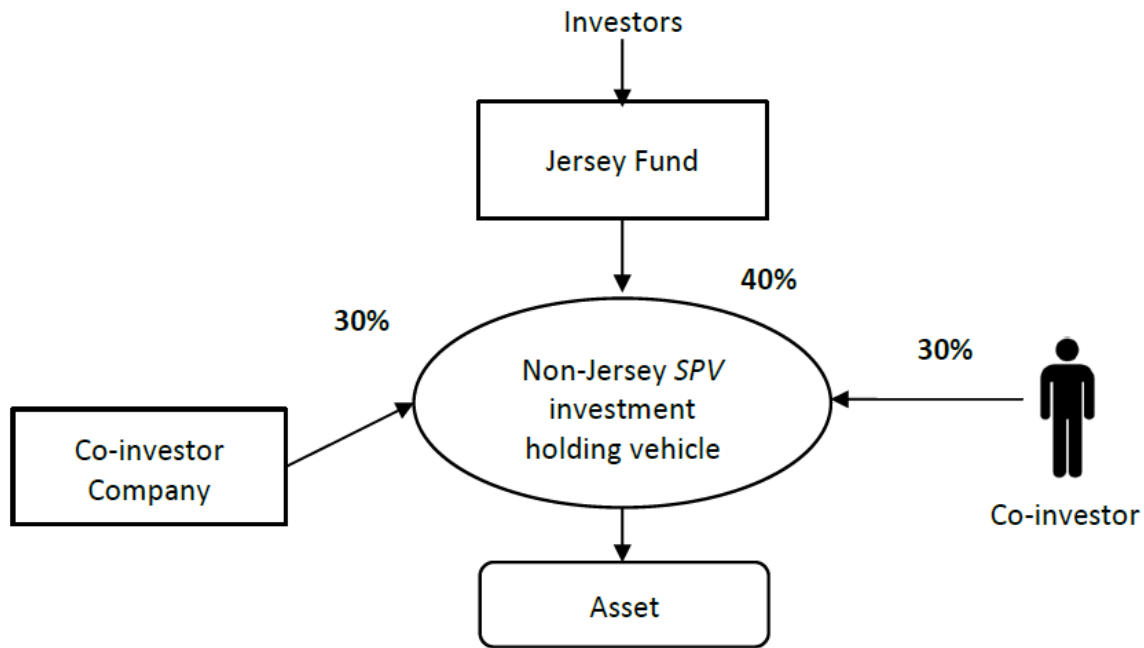 Investors
Jersey Fund
40%
30%
30%
Non-Jersey SPV
investment
holding vehicle
Co-investor
Company
Co-investor
Asset